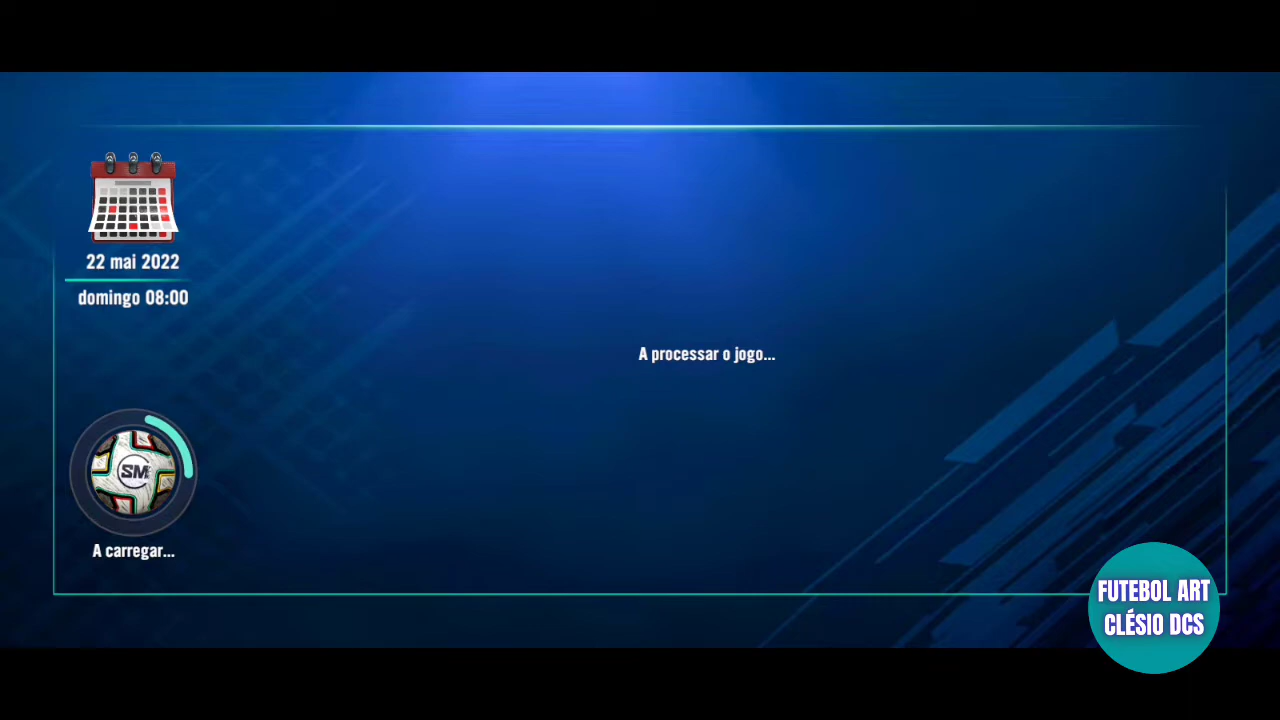 22 mai 2022
domingo 08:00
A processar o jogo...
SM
A carregar...
FUTEBOL ART
CLÉSIO DCS